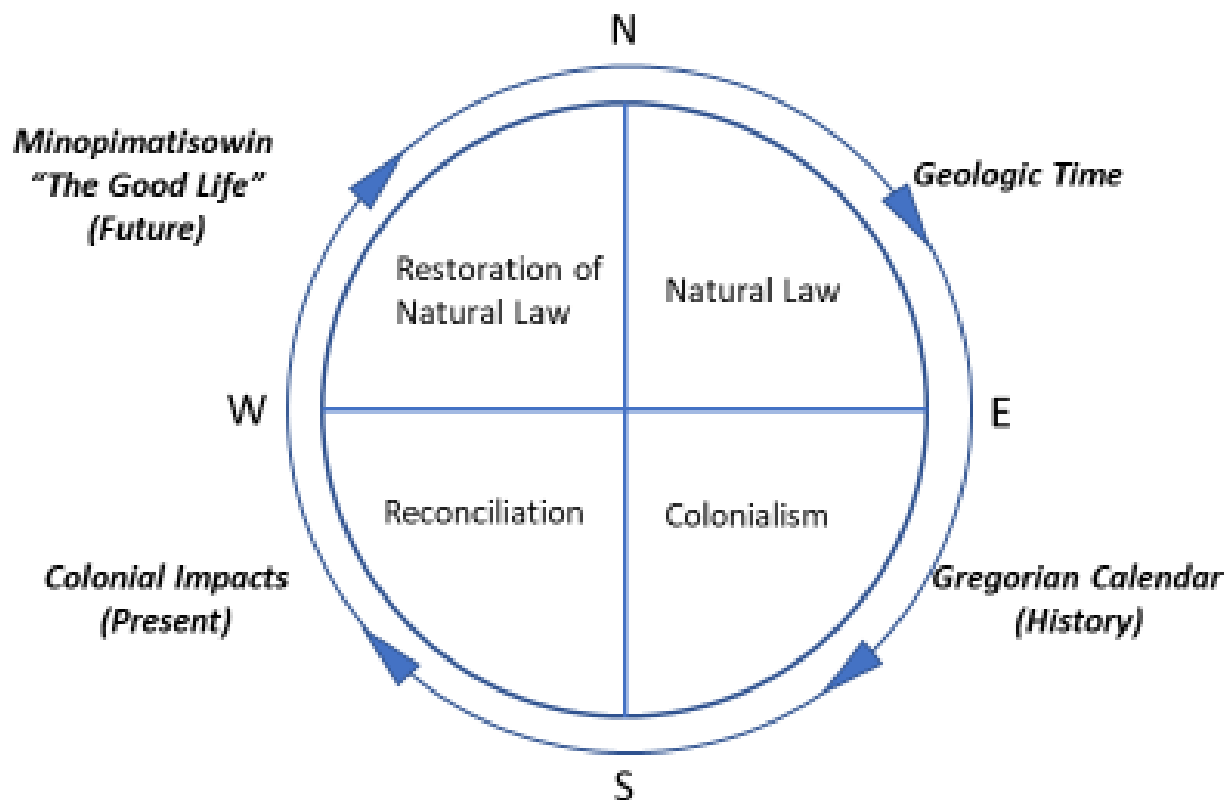 N
Minopimatisowin
“The Good Life”
(Future)
Geologic Time
Restoration of
Natural Law
Natural Law
W
E
Reconciliation
Colonialism
Colonial Impacts
(Present)
Gregorian Calendar
(History)
S